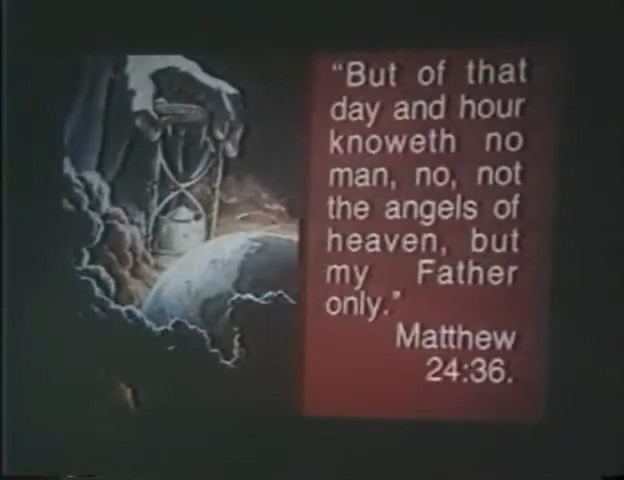 "But of that
day and hour
knoweth no
man, no, not
the angels of
heaven, but
my Father
only."
Matthew
24:36.